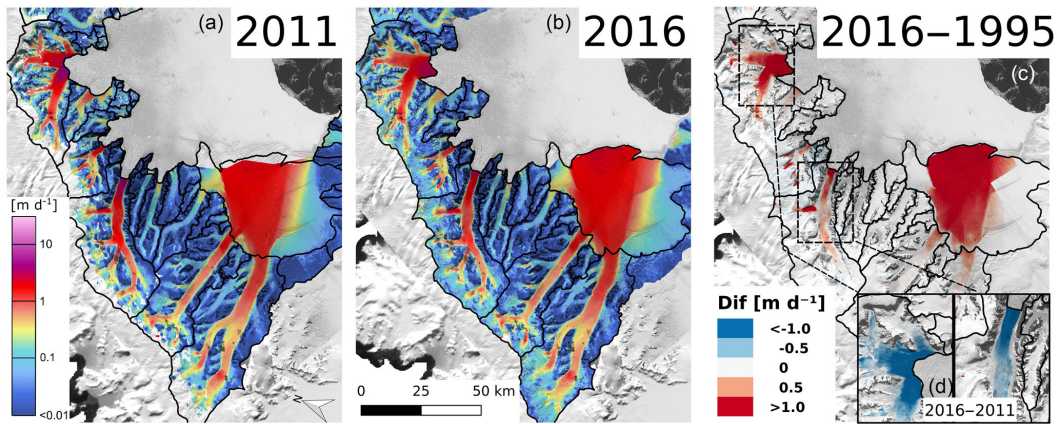 (a) 2011
(b) 2016
2016–1995
(c)
[m d⁻¹]
10
1
0.1
<0.01
N
0 25 50 km
Dif [m d⁻¹]
<-1.0
-0.5
0
0.5
>1.0
(d)
2016–2011